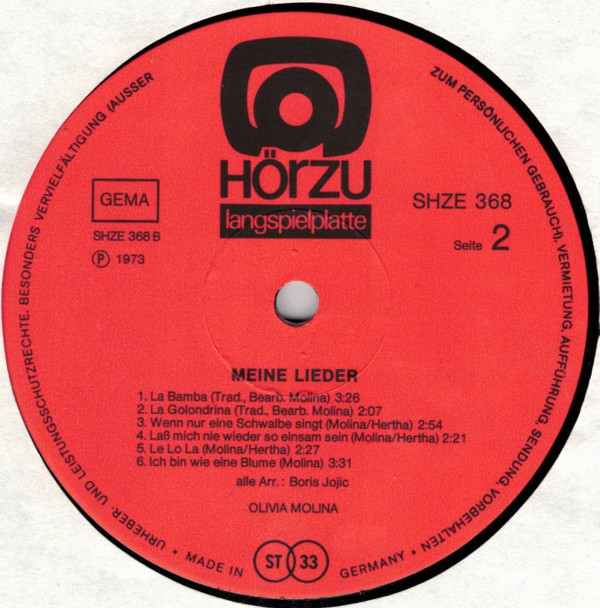 HÖRZU
langspielplatte
GEMA
SHZE 368 B
Ⓟ 1973
SHZE 368
Seite 2
MEINE LIEDER
1. La Bamba (Trad., Bearb. Molina) 3:26
2. La Golondrina (Trad., Bearb. Molina) 2:07
3. Wenn nur eine Schwalbe singt (Molina/Hertha) 2:54
4. Laß mich nie wieder so einsam sein (Molina/Hertha) 2:21
5. Le Lo La (Molina/Hertha) 2:27
6. Ich bin wie eine Blume (Molina) 3:31
alle Arr.: Boris Jojic
OLIVIA MOLINA
URHEBER- UND LEISTUNGSSCHUTZRECHTE, BESONDERS VERVIELFÄLTIGUNG (AUSSER
ZUM PERSÖNLICHEN GEBRAUCH), VERMIETUNG, AUFFÜHRUNG, SENDUNG, VORBEHALTEN
• MADE IN ST 33 GERMANY •